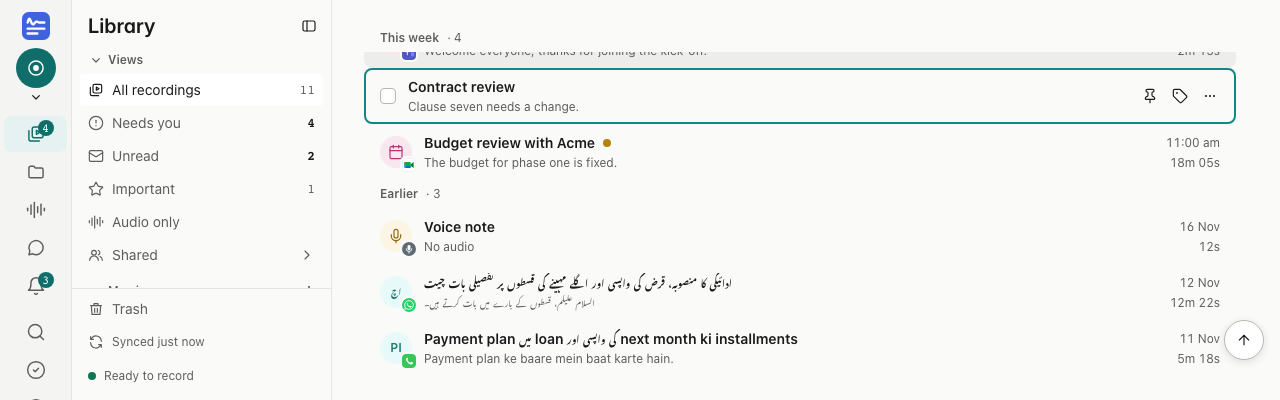 Library
Views
All recordings 11
Needs you 4
Unread 2
Important 1
Audio only
Shared
Trash
Synced just now
Ready to record
4
3
This week · 4
Welcome everyone, thanks for joining the kick-off.
Contract review
Clause seven needs a change.
Budget review with Acme 11:00 am
The budget for phase one is fixed. 18m 05s
Earlier · 3
Voice note 16 Nov
No audio 12s
ادائیگی کا منصوبہ، قرض کی واپسی اور اگلے مہینے کی قسطوں پر تفصیلی بات چیت 12 Nov
اچ
السلام علیکم، قسطوں کے بارے میں بات کرتے ہیں۔ 12m 22s
Payment plan میں loan کی واپسی اور next month ki installments 11 Nov
PI
Payment plan ke baare mein baat karte hain. 5m 18s